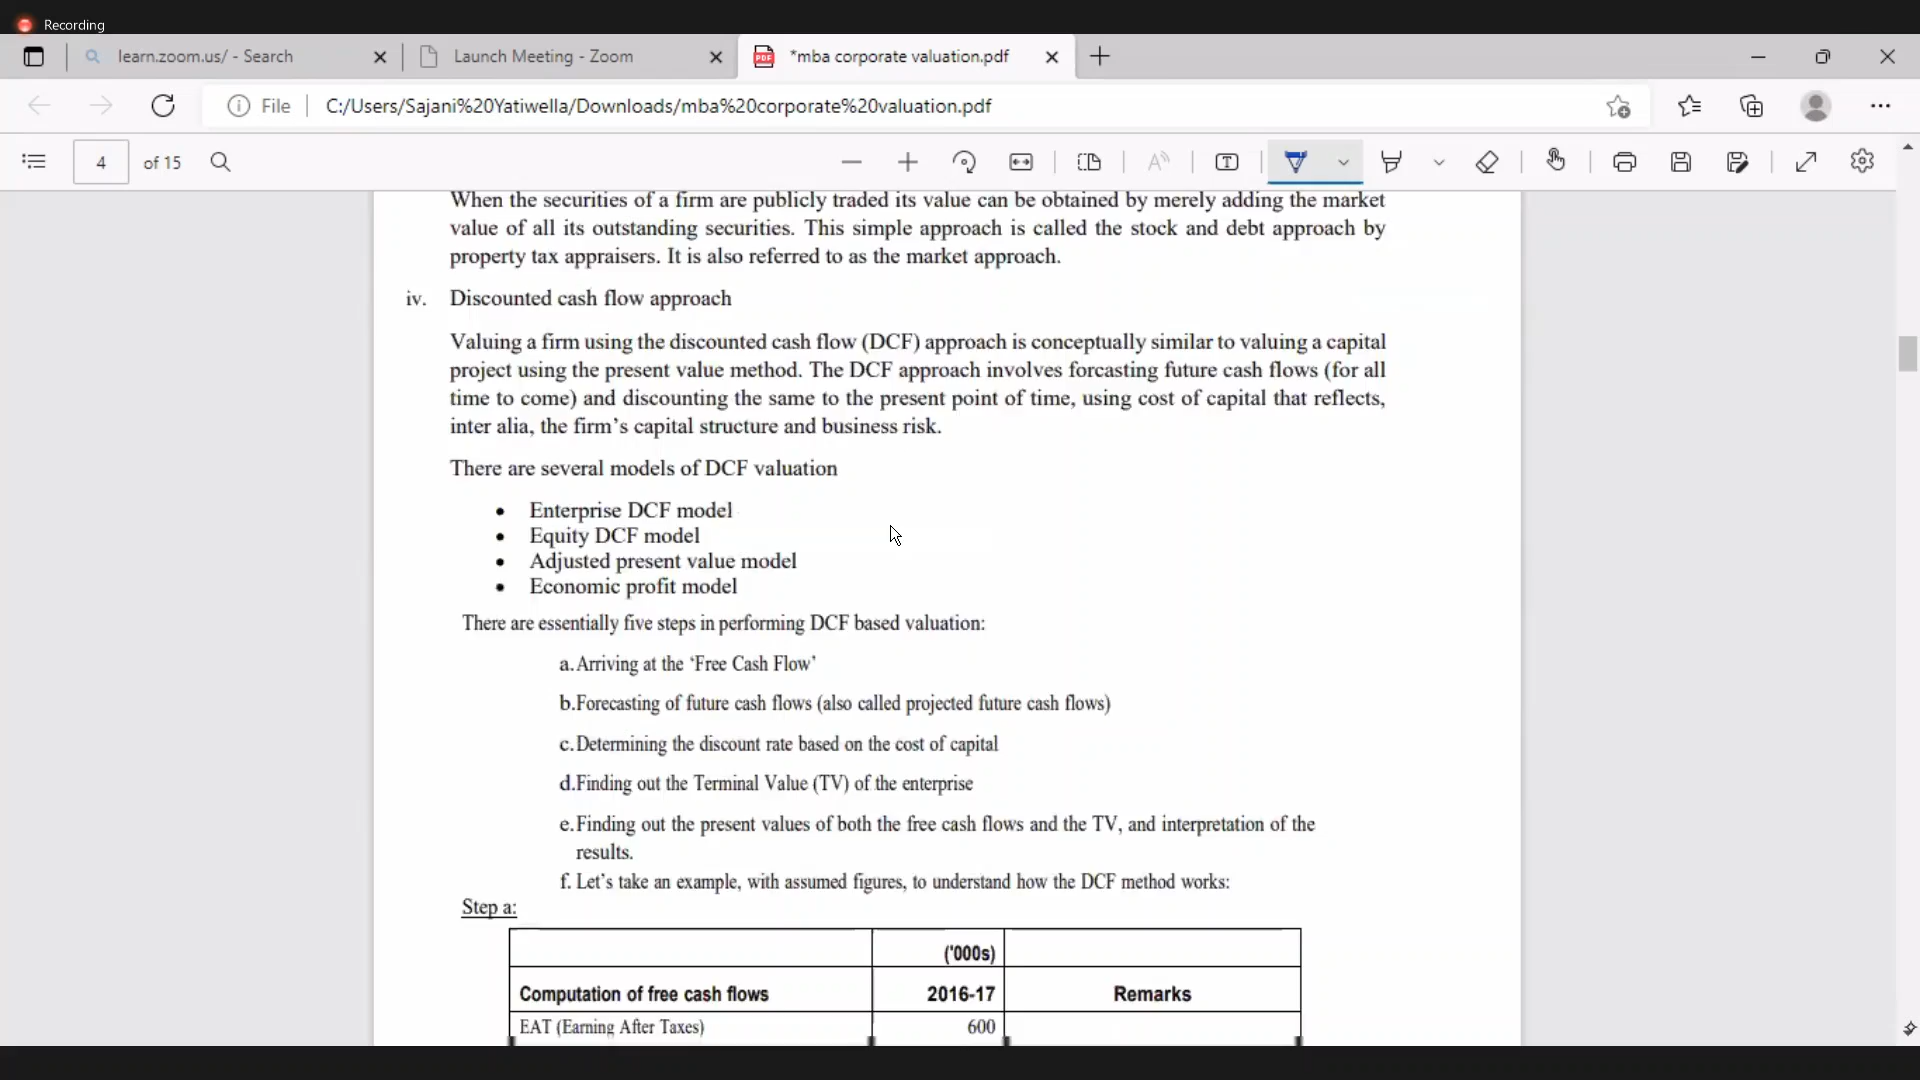 Recording
learn.zoom.us/ - Search
Launch Meeting - Zoom
*mba corporate valuation.pdf
File
C:/Users/Sajani%20Yatiwella/Downloads/mba%20corporate%20valuation.pdf
4 of 15
When the securities of a firm are publicly traded its value can be obtained by merely adding the market
value of all its outstanding securities. This simple approach is called the stock and debt approach by
property tax appraisers. It is also referred to as the market approach.
iv. Discounted cash flow approach
Valuing a firm using the discounted cash flow (DCF) approach is conceptually similar to valuing a capital
project using the present value method. The DCF approach involves forcasting future cash flows (for all
time to come) and discounting the same to the present point of time, using cost of capital that reflects,
inter alia, the firm's capital structure and business risk.
There are several models of DCF valuation
• Enterprise DCF model
• Equity DCF model
• Adjusted present value model
• Economic profit model
There are essentially five steps in performing DCF based valuation:
a. Arriving at the ‘Free Cash Flow’
b. Forecasting of future cash flows (also called projected future cash flows)
c. Determining the discount rate based on the cost of capital
d. Finding out the Terminal Value (TV) of the enterprise
e. Finding out the present values of both the free cash flows and the TV, and interpretation of the
results.
f. Let's take an example, with assumed figures, to understand how the DCF method works:
Step a:
('000s)
Computation of free cash flows 2016-17 Remarks
EAT (Earning After Taxes) 600